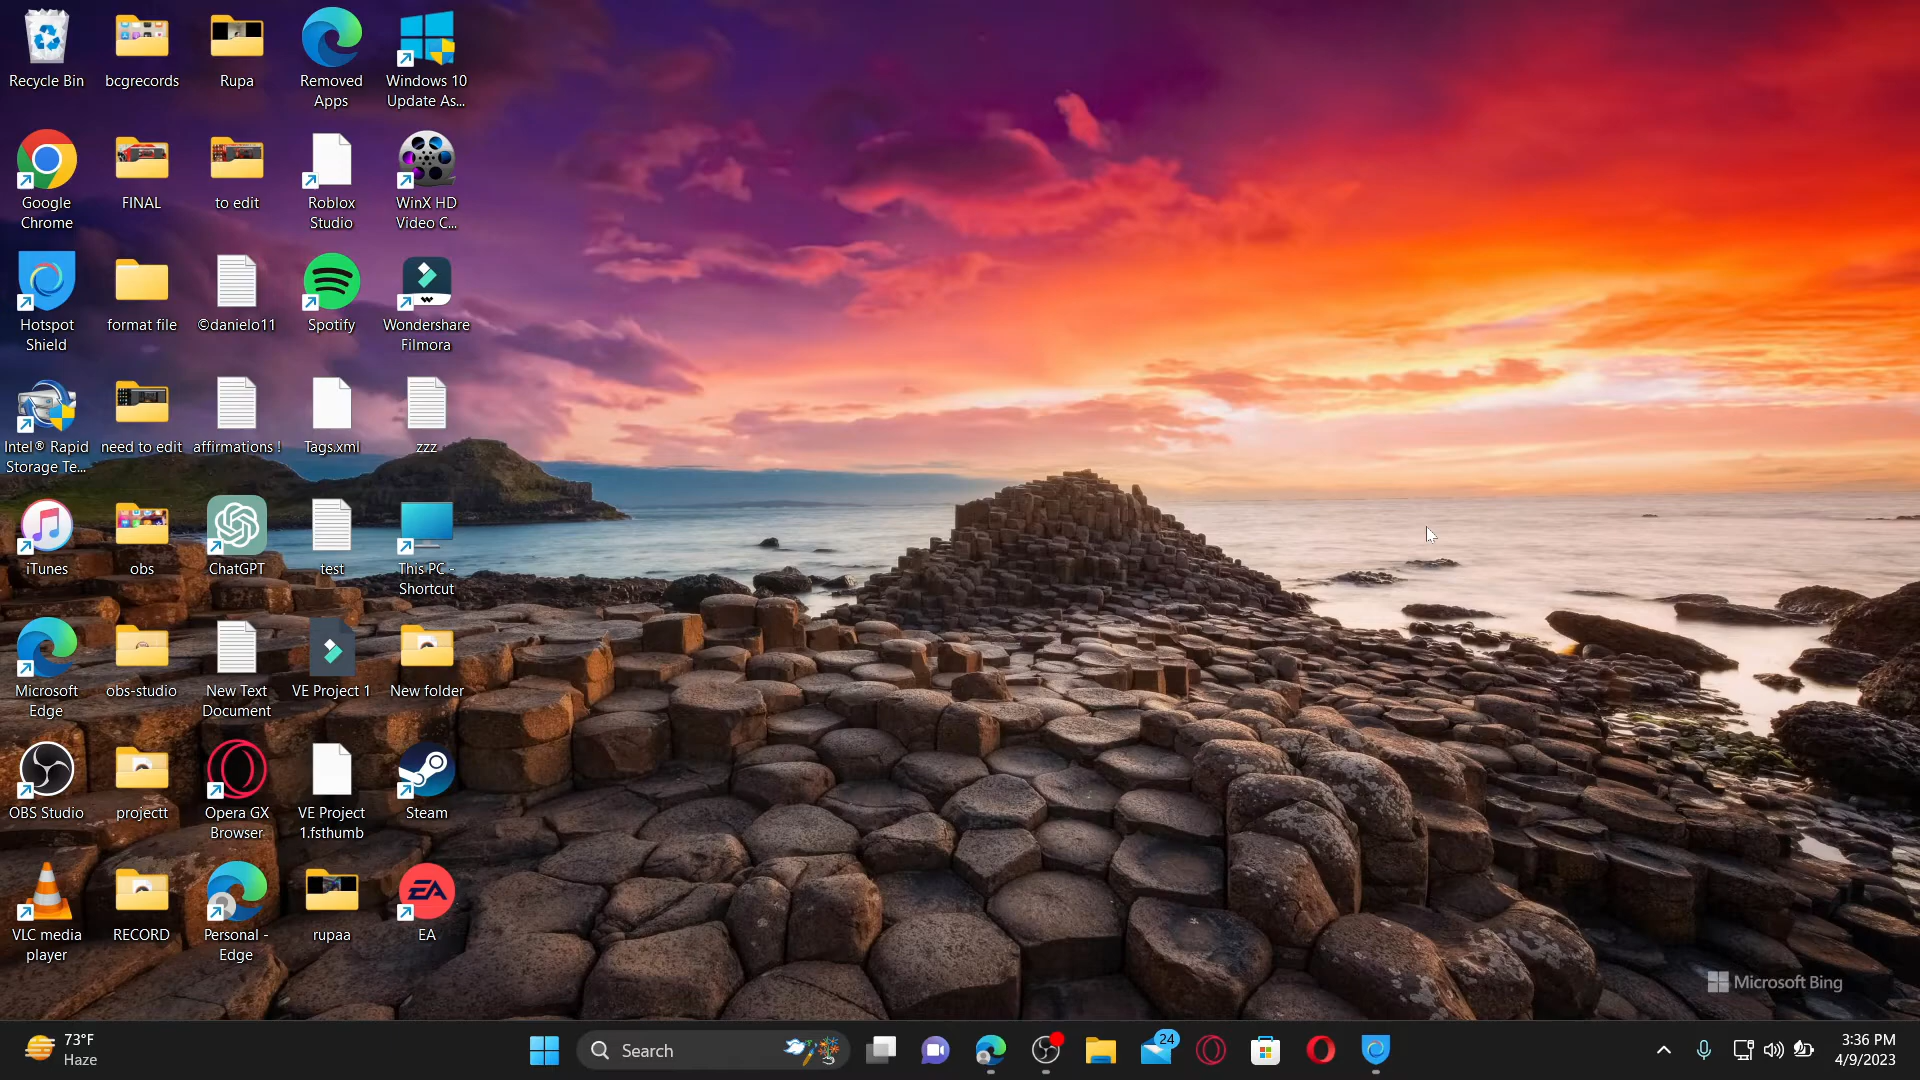 Recycle Bin
bcgrecords
Rupa
Removed
Apps
Windows 10
Update As...
Google
Chrome
FINAL
to edit
Roblox
Studio
WinX HD
Video C...
Hotspot
Shield
format file
©danielo11
Spotify
Wondershare
Filmora
Intel® Rapid
Storage Te...
need to edit
affirmations !
Tags.xml
zzz
iTunes
obs
ChatGPT
test
This PC -
Shortcut
Microsoft
Edge
obs-studio
New Text
Document
VE Project 1
New folder
OBS Studio
projectt
Opera GX
Browser
VE Project
1.fsthumb
Steam
VLC media
player
RECORD
Personal -
Edge
rupaa
EA
EA
Microsoft Bing
73°F
Haze
Search
24
3:36 PM
4/9/2023